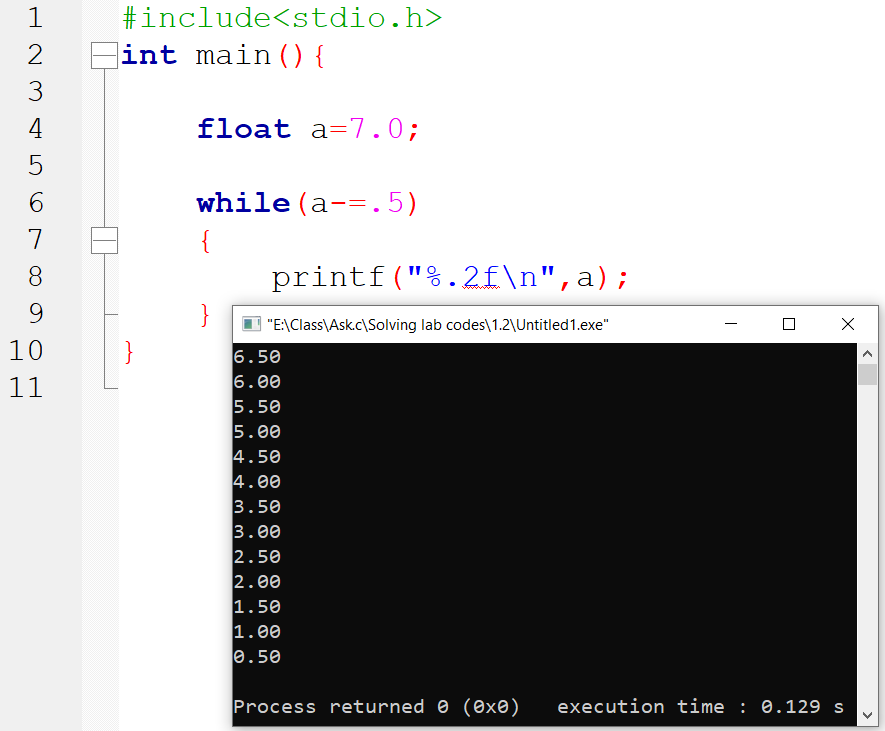 1 #include<stdio.h>
2 int main(){
3
4 float a=7.0;
5
6 while(a-=.5)
7 {
8 printf("%.2f\n",a);
9 }
10 }
11
"E:\Class\Ask.c\Solving lab codes\1.2\Untitled1.exe"
6.50
6.00
5.50
5.00
4.50
4.00
3.50
3.00
2.50
2.00
1.50
1.00
0.50
Process returned 0 (0x0)   execution time : 0.129 s